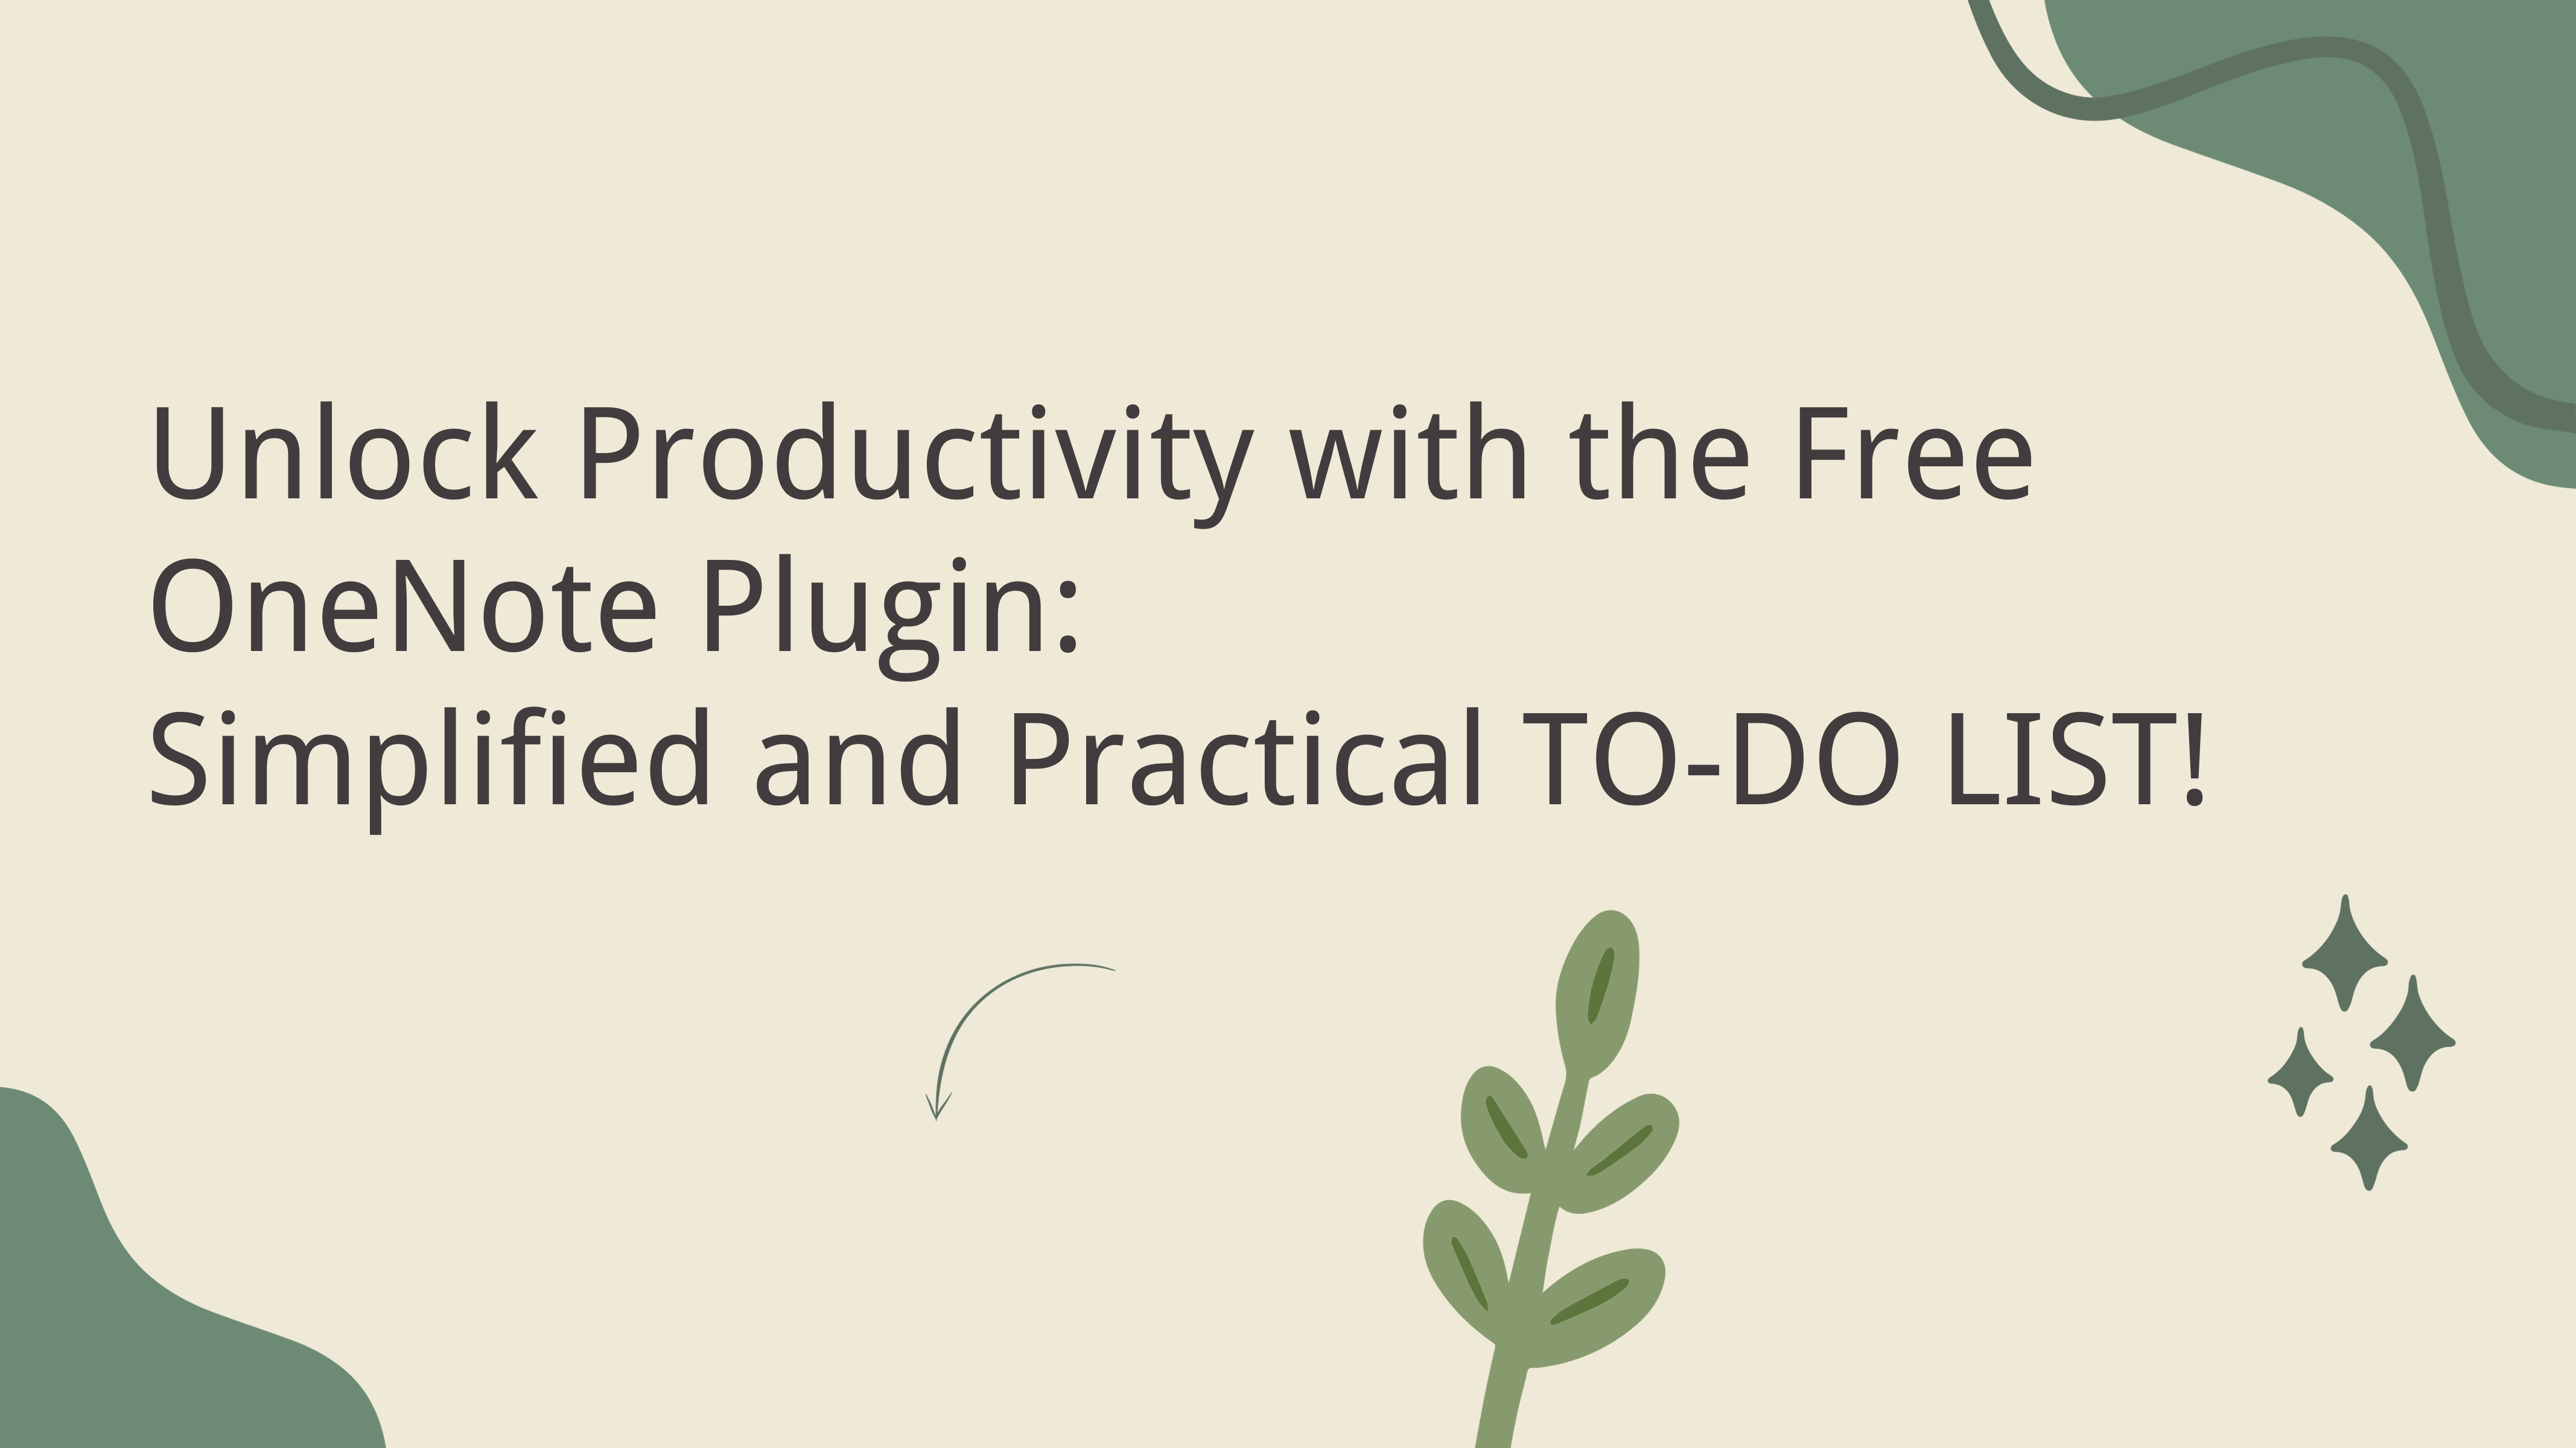 Unlock Productivity with the Free
OneNote Plugin:
Simplified and Practical TO-DO LIST!